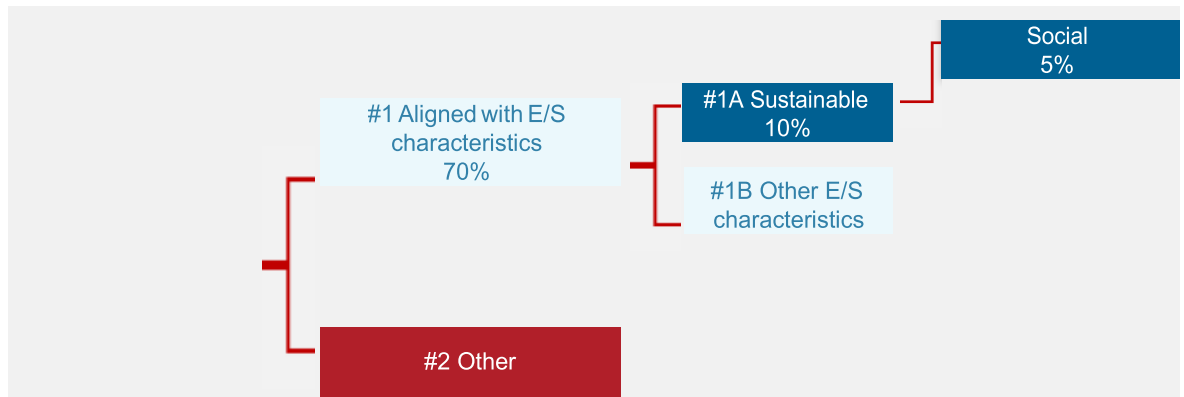 Social
5%
#1 Aligned with E/S
characteristics
70%
#1A Sustainable
10%
#1B Other E/S
characteristics
#2 Other